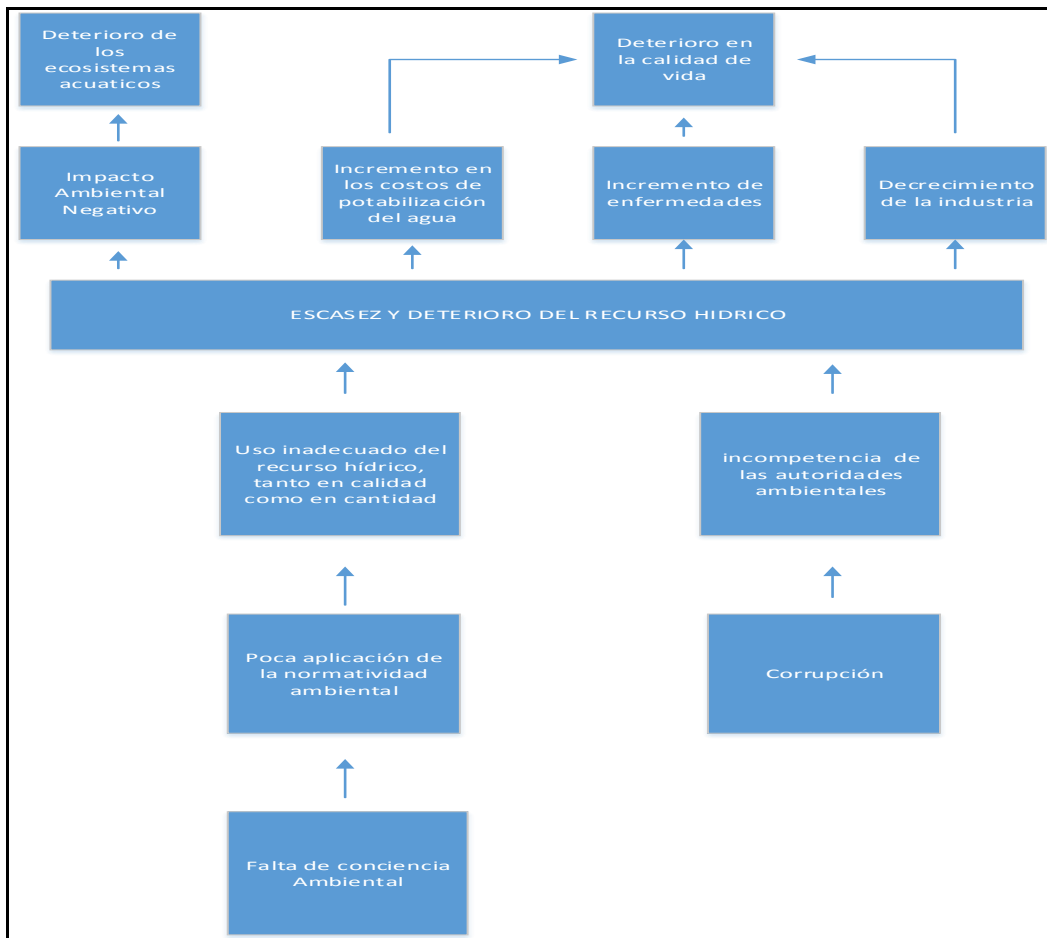 Deterioro de
los
ecosistemas
acuaticos
Deterioro en
la calidad de
vida
Impacto
Ambiental
Negativo
Incremento en
los costos de
potabilización
del agua
Incremento de
enfermedades
Decrecimiento
de la industria
ESCASEZ Y DETERIORO DEL RECURSO HIDRICO
Uso inadecuado del
recurso hídrico,
tanto en calidad
como en cantidad
incompetencia de
las autoridades
ambientales
Poca aplicación de
la normatividad
ambiental
Corrupción
Falta de conciencia
Ambiental